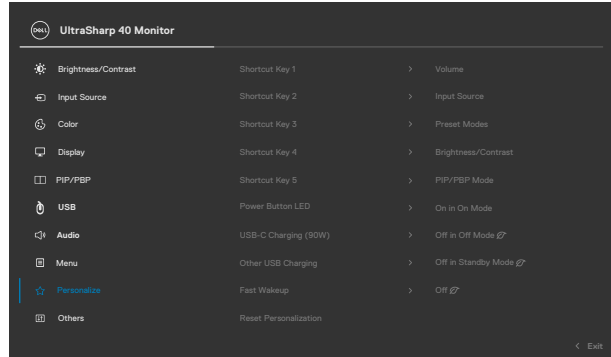 DELL UltraSharp 40 Monitor
Brightness/Contrast Shortcut Key 1 > Volume
Input Source Shortcut Key 2 > Input Source
Color Shortcut Key 3 > Preset Modes
Display Shortcut Key 4 > Brightness/Contrast
PIP/PBP Shortcut Key 5 > PIP/PBP Mode
USB Power Button LED > On in On Mode
Audio USB-C Charging (90W) > Off in Off Mode
Menu Other USB Charging > Off in Standby Mode
Personalize Fast Wakeup > Off
Others Reset Personalization
< Exit